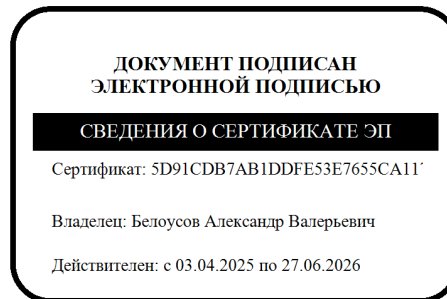 ДОКУМЕНТ ПОДПИСАН
ЭЛЕКТРОННОЙ ПОДПИСЬЮ
СВЕДЕНИЯ О СЕРТИФИКАТЕ ЭП
Сертификат: 5D91CDB7AB1DDFE53E7655CA11
Владелец: Белоусов Александр Валерьевич
Действителен: с 03.04.2025 по 27.06.2026